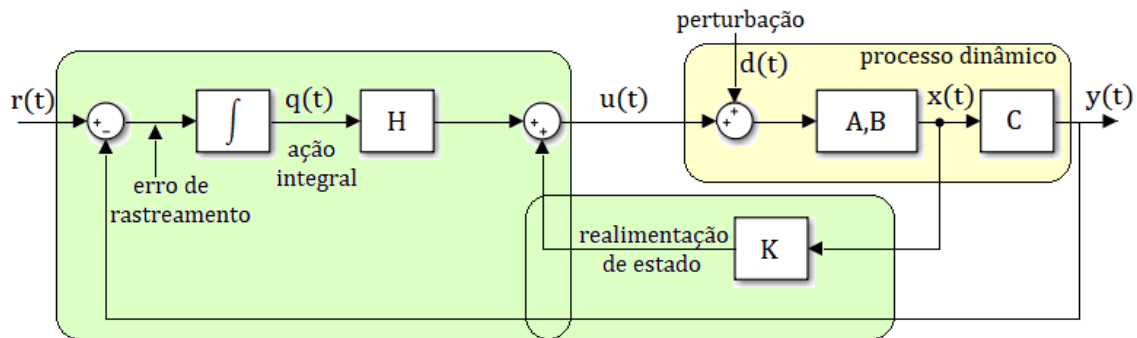 perturbação
processo dinâmico
d(t)
r(t)
q(t)
u(t)
x(t)
y(t)
+
−
∫
H
+
+
+
+
A,B
C
ação
integral
erro de
rastreamento
realimentação
de estado
K